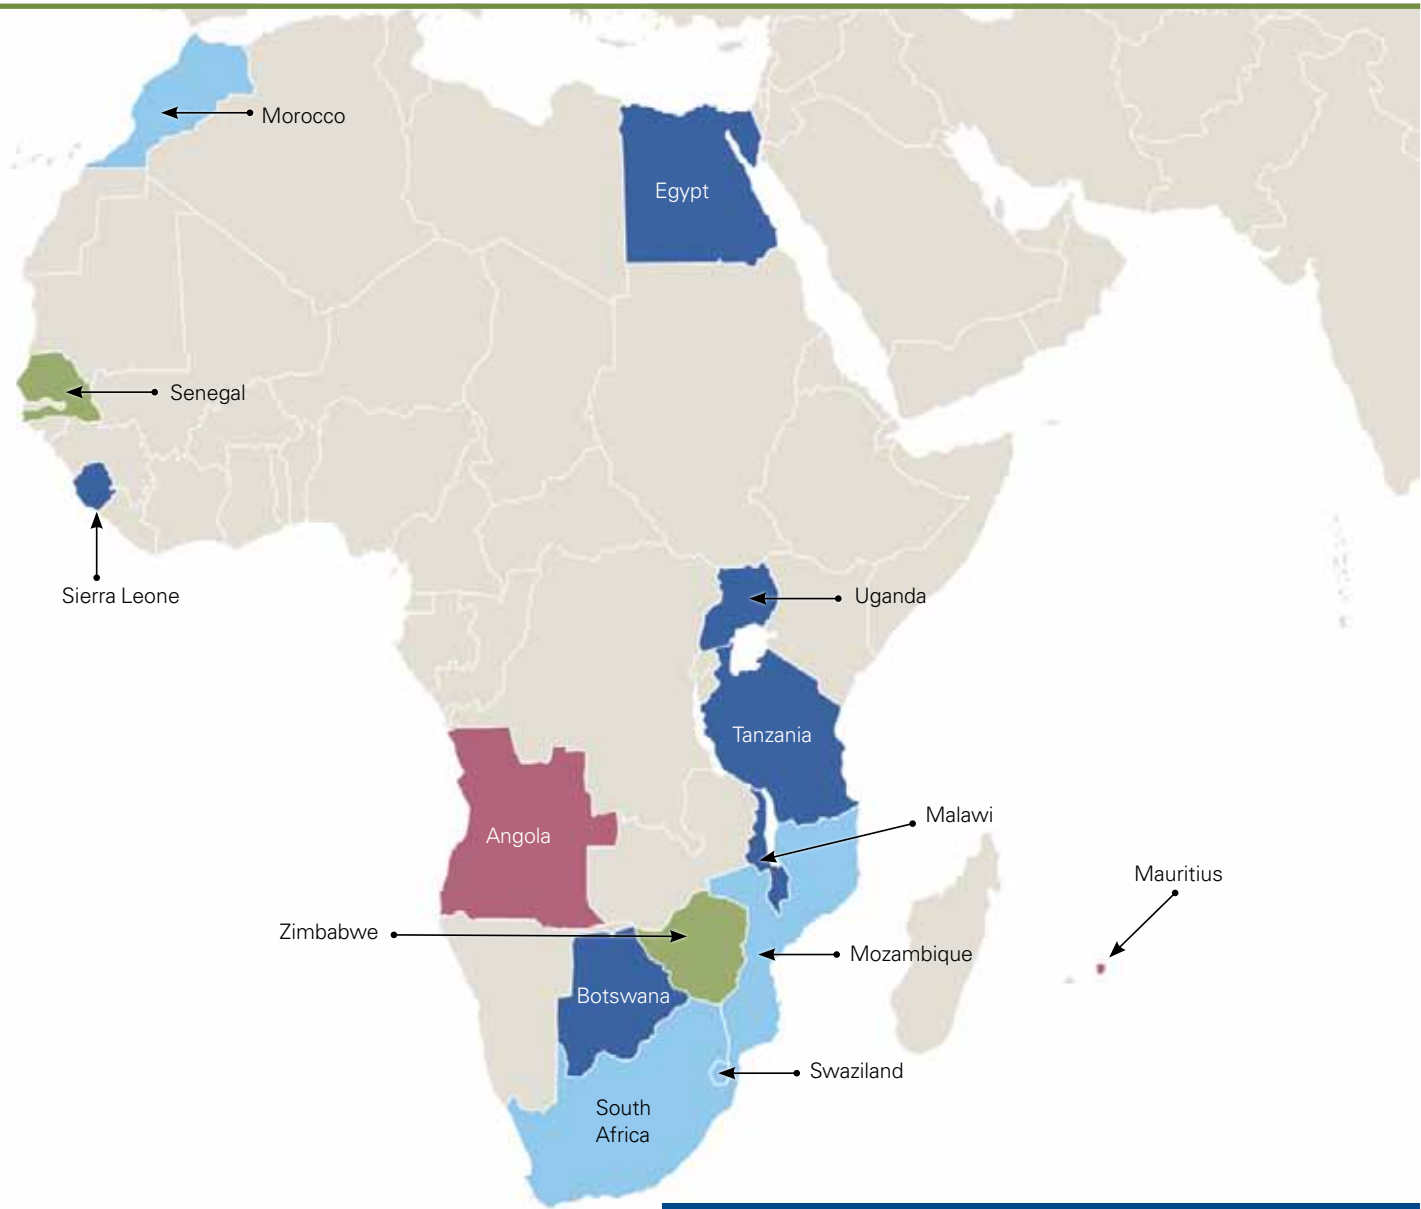 Morocco
Egypt
Senegal
Sierra Leone
Uganda
Tanzania
Malawi
Angola
Mauritius
Zimbabwe
Mozambique
Botswana
Swaziland
South
Africa